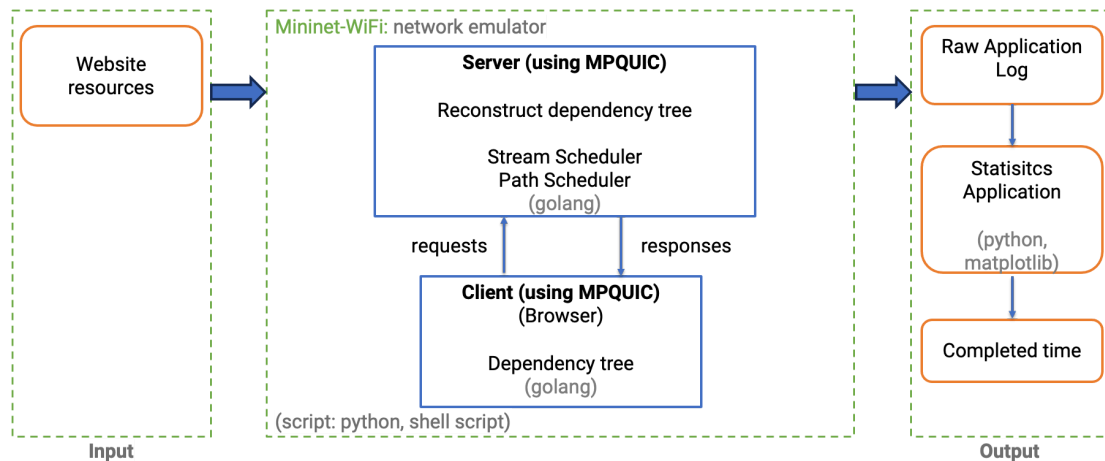 Website
resources
Input
Mininet-WiFi: network emulator
Server (using MPQUIC)
Reconstruct dependency tree
Stream Scheduler
Path Scheduler
(golang)
requests
responses
Client (using MPQUIC)
(Browser)
Dependency tree
(golang)
(script: python, shell script)
Raw Application
Log
Statisitcs
Application
(python,
matplotlib)
Completed time
Output